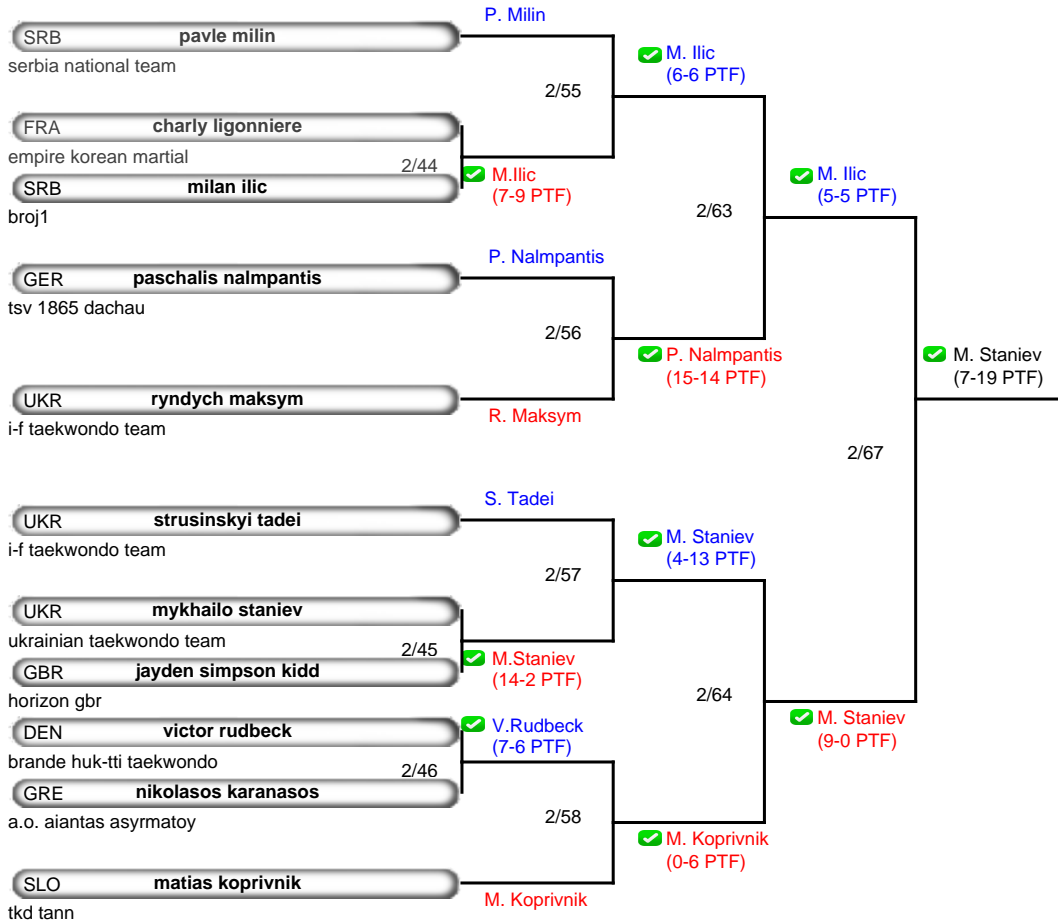 P. Milin
SRB pavle milin
serbia national team
M. Ilic
(6-6 PTF)
2/55
FRA charly ligonniere
empire korean martial
2/44
SRB milan ilic
broj1
M.Ilic
(7-9 PTF)
M. Ilic
(5-5 PTF)
2/63
P. Nalmpantis
GER paschalis nalmpantis
tsv 1865 dachau
2/56
P. Nalmpantis
(15-14 PTF)
M. Staniev
(7-19 PTF)
UKR ryndych maksym
i-f taekwondo team
R. Maksym
2/67
S. Tadei
UKR strusinskyi tadei
i-f taekwondo team
M. Staniev
(4-13 PTF)
2/57
UKR mykhailo staniev
ukrainian taekwondo team
2/45
GBR jayden simpson kidd
horizon gbr
M.Staniev
(14-2 PTF)
2/64
M. Staniev
(9-0 PTF)
DEN victor rudbeck
brande huk-tti taekwondo
V.Rudbeck
(7-6 PTF)
2/46
GRE nikolasos karanasos
a.o. aiantas asyrmatoy
2/58
M. Koprivnik
(0-6 PTF)
SLO matias koprivnik
tkd tann
M. Koprivnik